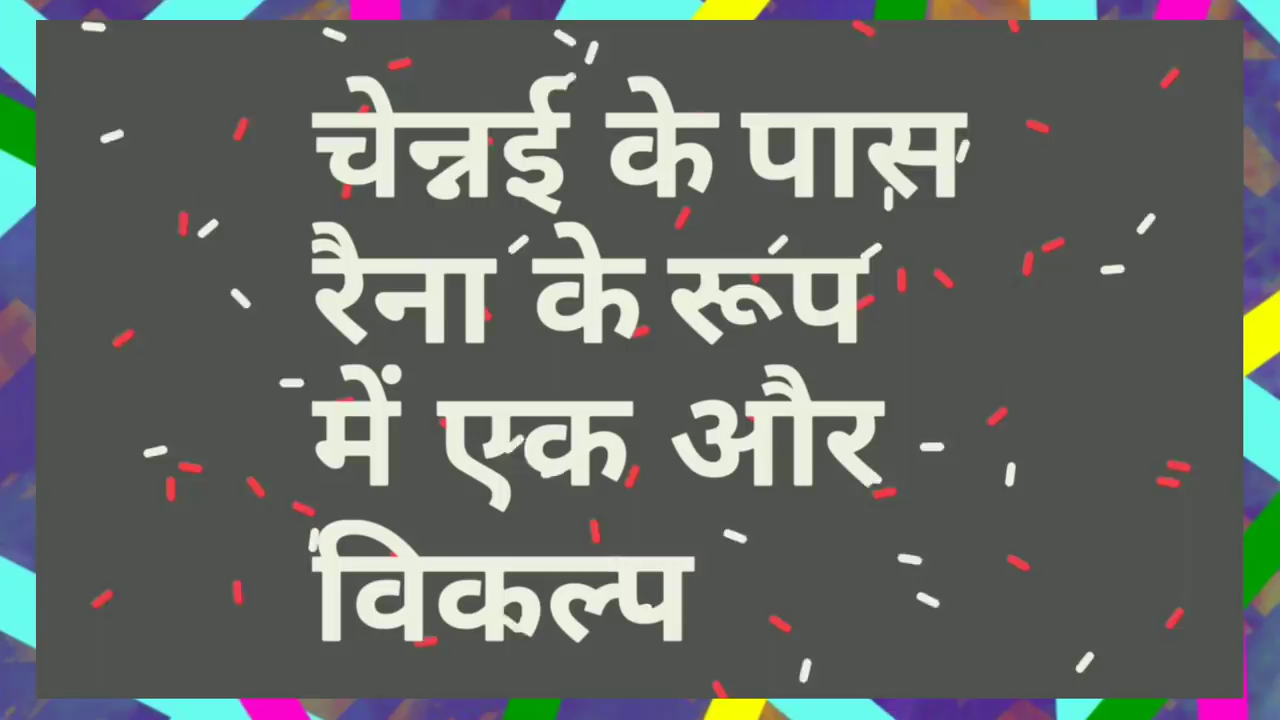 चेन्नई के पास
रैना के रूप
में एक और
विकल्प